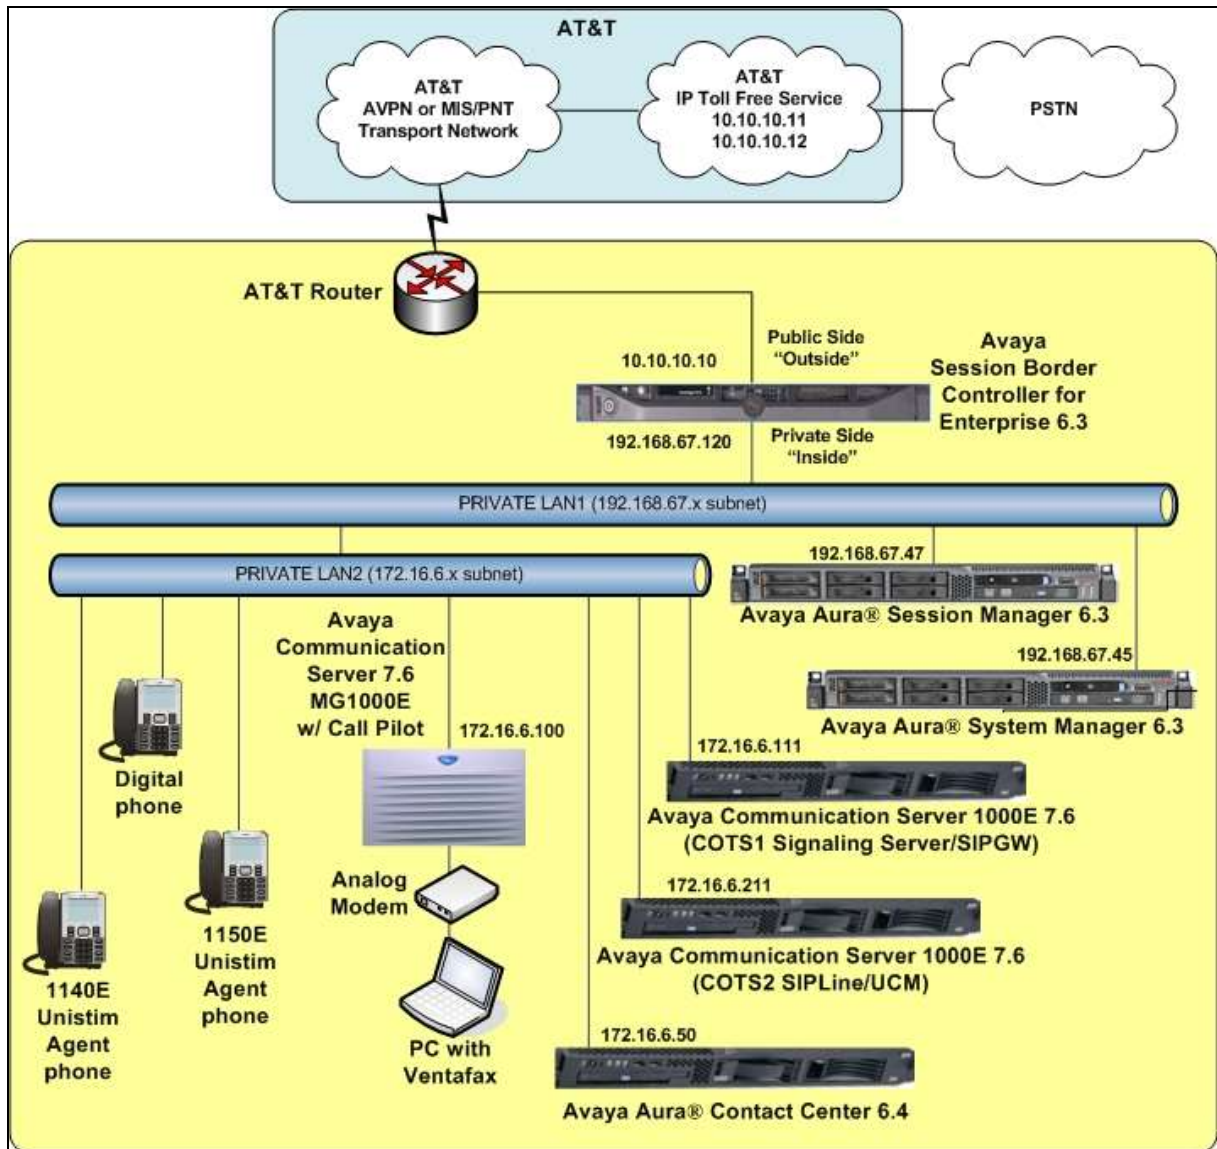 AT&T
AT&T
AVPN or MIS/PNT
Transport Network
AT&T
IP Toll Free Service
10.10.10.11
10.10.10.12
PSTN
AT&T Router
10.10.10.10
Public Side
“Outside”
Avaya
Session Border
Controller for
Enterprise 6.3
192.168.67.120
Private Side
“Inside”
PRIVATE LAN1 (192.168.67.x subnet)
PRIVATE LAN2 (172.16.6.x subnet)
192.168.67.47
Avaya Aura® Session Manager 6.3
192.168.67.45
Avaya Aura® System Manager 6.3
Avaya
Communication
Server 7.6
MG1000E
w/ Call Pilot
172.16.6.100
172.16.6.111
Avaya Communication Server 1000E 7.6
(COTS1 Signaling Server/SIPGW)
Digital
phone
Analog
Modem
172.16.6.211
Avaya Communication Server 1000E 7.6
(COTS2 SIPLine/UCM)
1150E
Unistim
Agent
phone
1140E
Unistim
Agent
phone
PC with
Ventafax
172.16.6.50
Avaya Aura® Contact Center 6.4